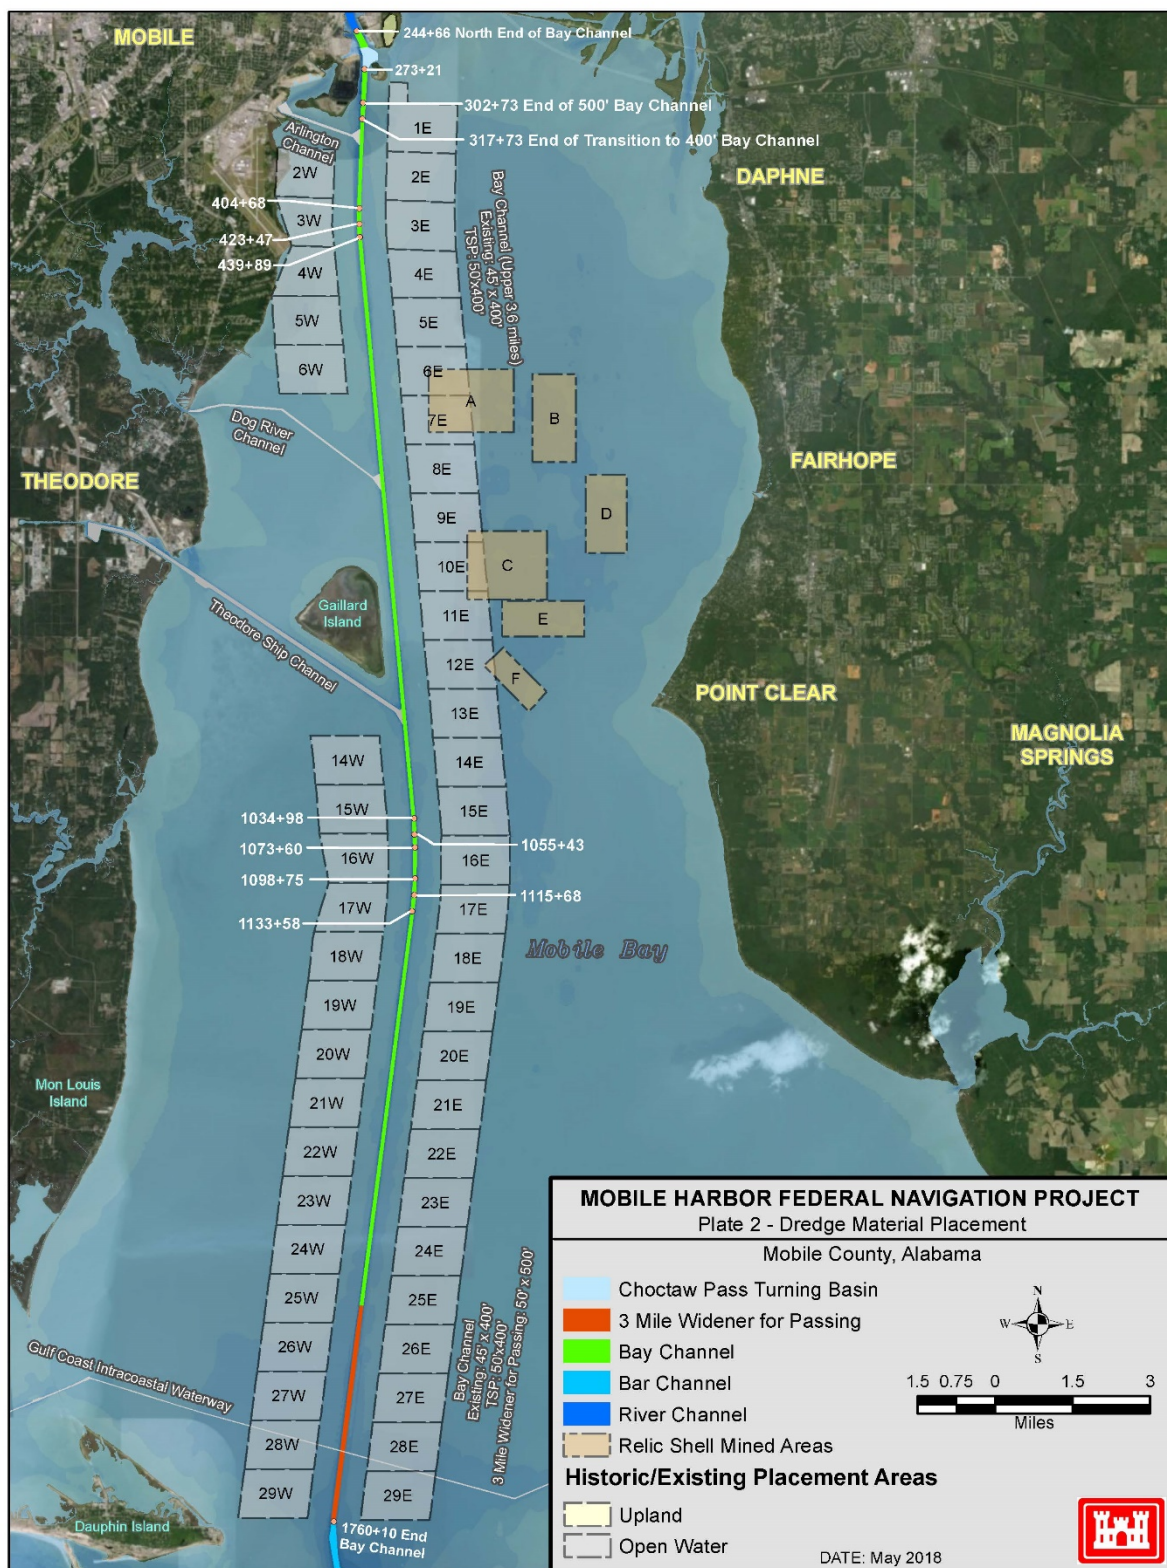 MOBILE
244+66 North End of Bay Channel
273+21
302+73 End of 500' Bay Channel
317+73 End of Transition to 400' Bay Channel
Arlington
Channel
1E
2W
2E
DAPHNE
404+68
3W
3E
423+47
439+89
4W
4E
Bay Channel (Upper 3.6 miles)
Existing: 45' x 400'
TSP: 50'x400'
5W
5E
6W
6E
A
7E
B
Dog River
Channel
8E
FAIRHOPE
THEODORE
9E
D
10E
C
Gaillard
Island
11E
E
Theodore Ship Channel
12E
F
POINT CLEAR
13E
MAGNOLIA
SPRINGS
14W
14E
15W
15E
1034+98
1055+43
1073+60
16W
16E
1098+75
1115+68
17W
17E
1133+58
Mobile Bay
18W
18E
19W
19E
20W
20E
Mon Louis
Island
21W
21E
22W
22E
23W
23E
24W
24E
25W
25E
26W
26E
Bay Channel
Existing: 45' x 400'
TSP: 50'x400'
3 Mile Widener for Passing: 50' x 500'
Gulf Coast Intracoastal Waterway
27W
27E
28W
28E
29W
29E
Dauphin Island
1760+10 End
Bay Channel
MOBILE HARBOR FEDERAL NAVIGATION PROJECT
Plate 2 - Dredge Material Placement
Mobile County, Alabama
Choctaw Pass Turning Basin
3 Mile Widener for Passing
Bay Channel
Bar Channel
River Channel
Relic Shell Mined Areas
Historic/Existing Placement Areas
Upland
Open Water
N
W
E
S
1.5 0.75 0 1.5 3
Miles
DATE: May 2018